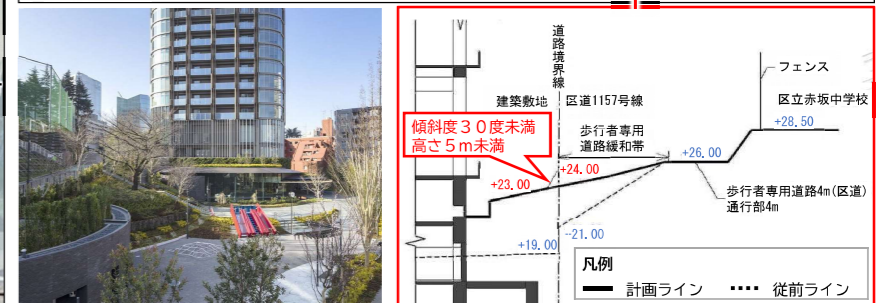 道路境界線
フェンス
建築敷地
区道1157号線
区立赤坂中学校
+28.50
傾斜度30度未満
高さ5m未満
歩行者専用
道路緩和帯
+26.00
+24.00
+23.00
歩行者専用道路4m(区道)
通行部4m
-21.00
+19.00
凡例
計画ライン
従前ライン